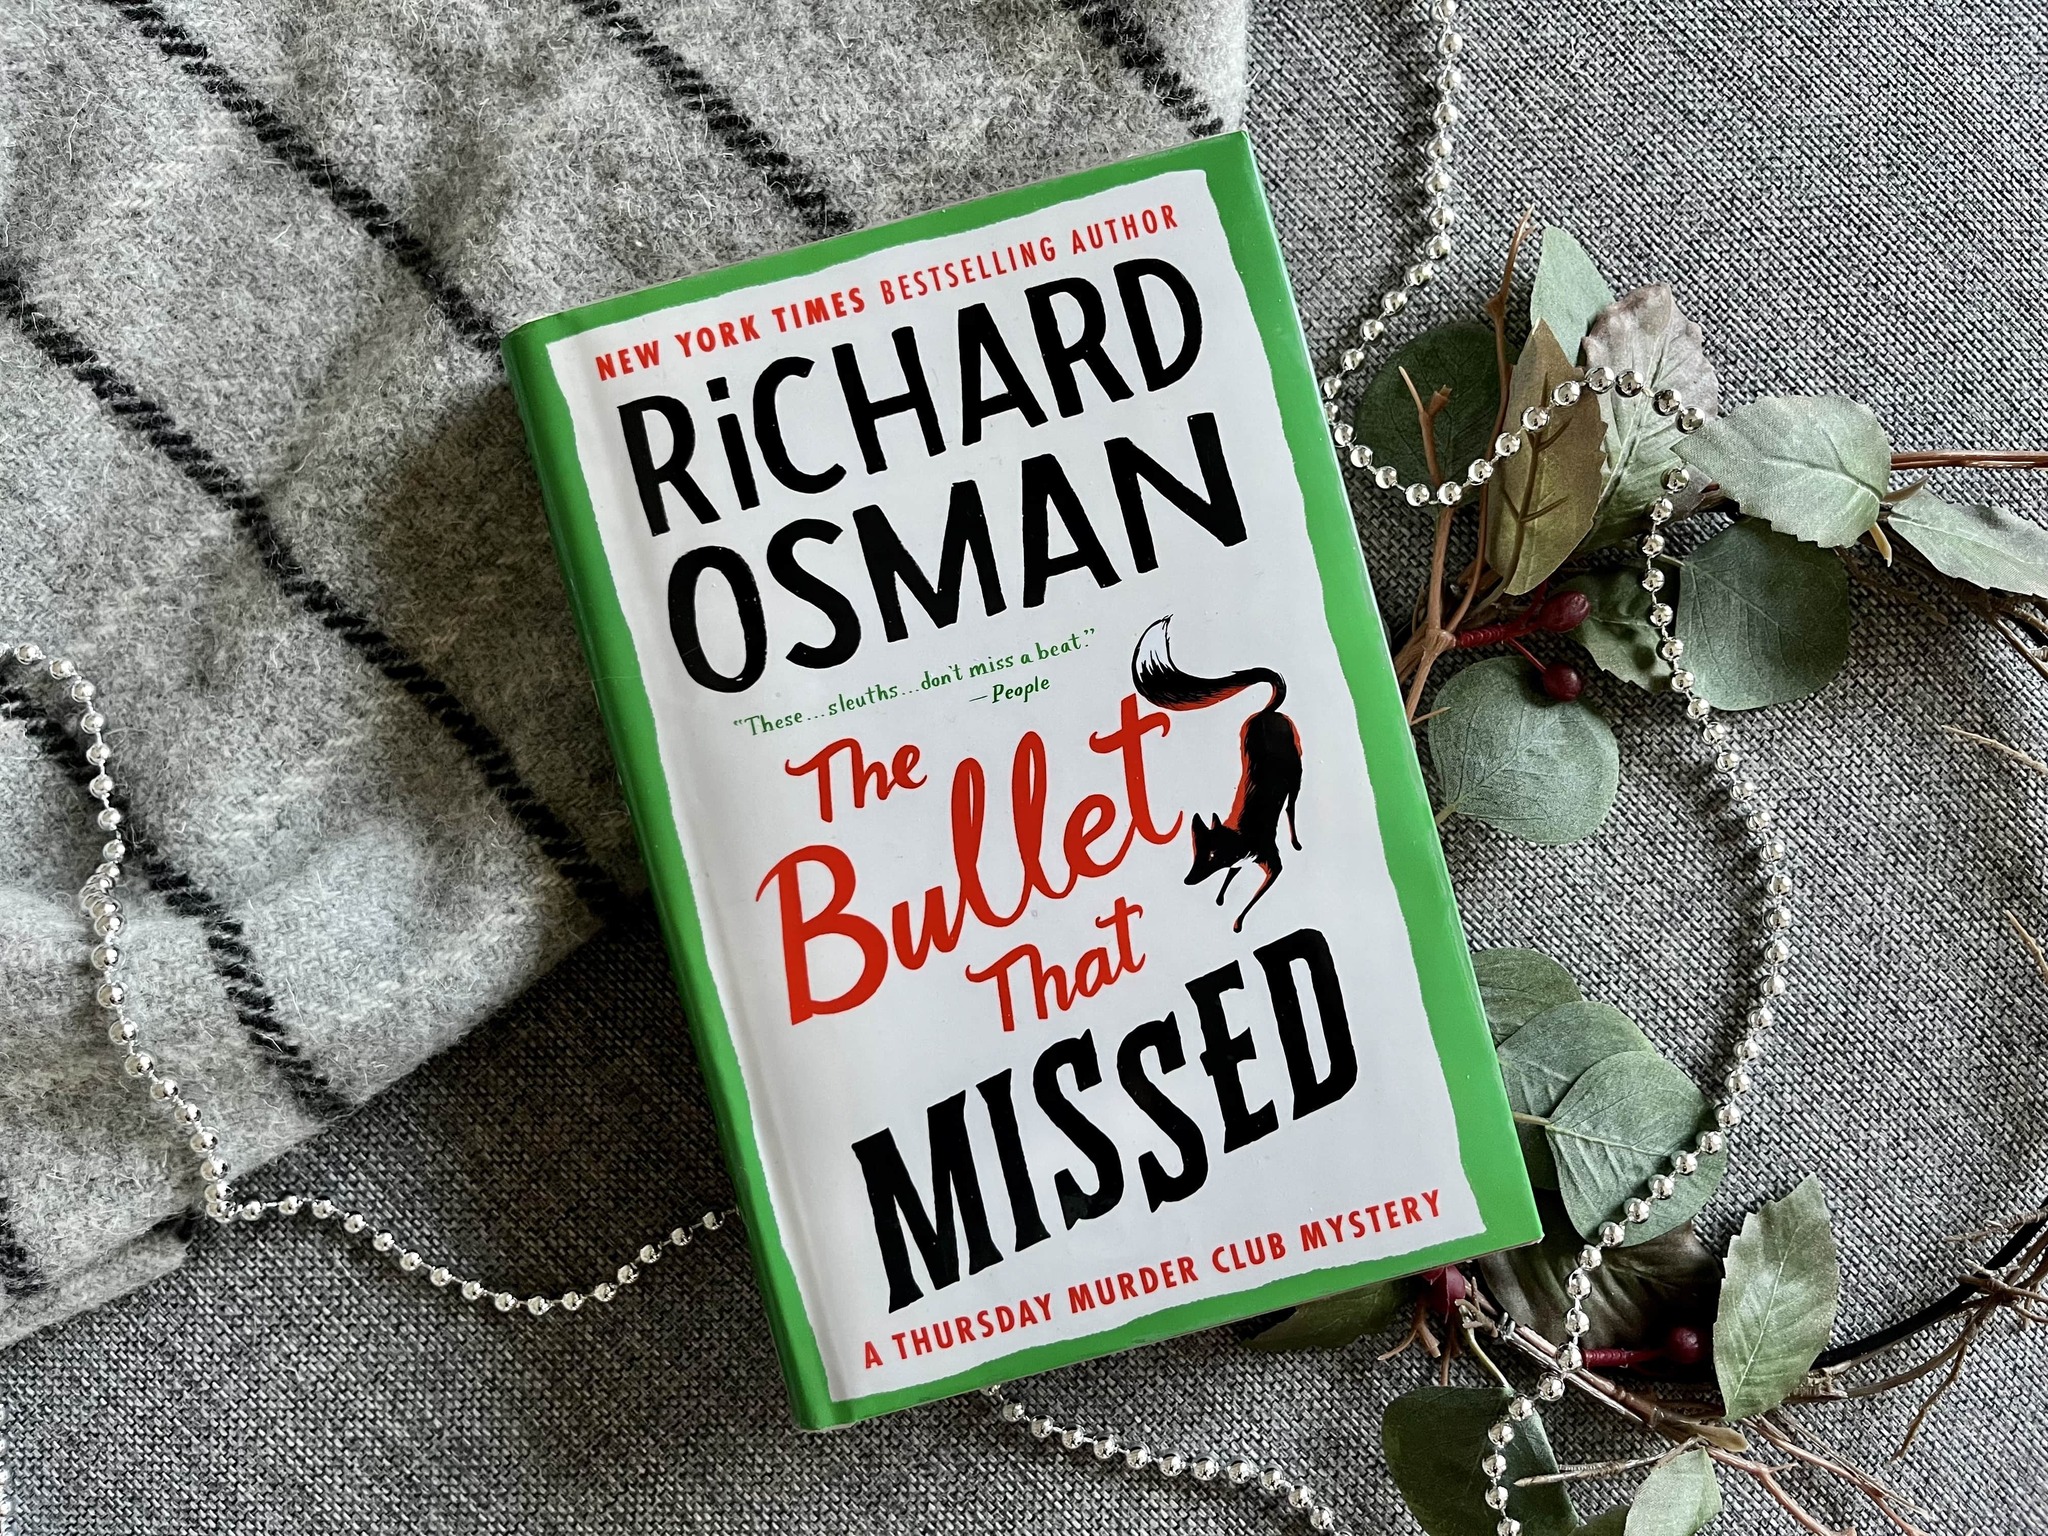 NEW YORK TIMES BESTSELLING AUTHOR
RiCHARD
OSMAN
"These...sleuths...don't miss a beat."
—People
The
Bullet
That
MISSED
A THURSDAY MURDER CLUB MYSTERY